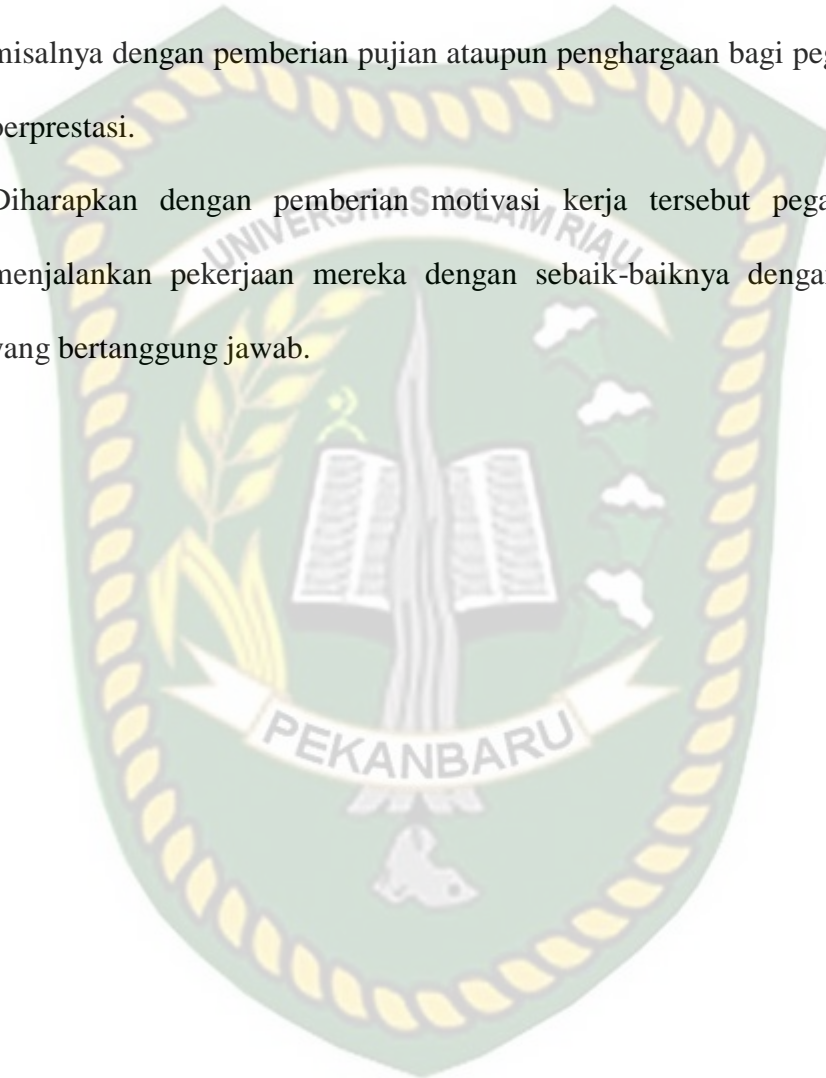 misalnya dengan pemberian pujian ataupun penghargaan bagi peg
berprestasi.
Diharapkan dengan pemberian motivasi kerja tersebut pega
menjalankan pekerjaan mereka dengan sebaik-baiknya dengan
yang bertanggung jawab.
UNIVERSITAS ISLAM RIAU
PEKANBARU